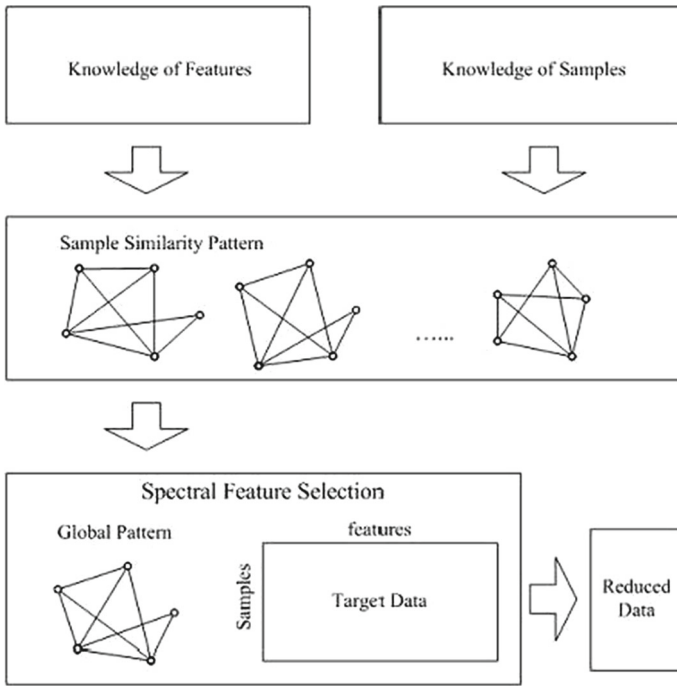 Knowledge of Features
Knowledge of Samples
Sample Similarity Pattern
......
Spectral Feature Selection
Global Pattern
features
Samples
Target Data
Reduced
Data